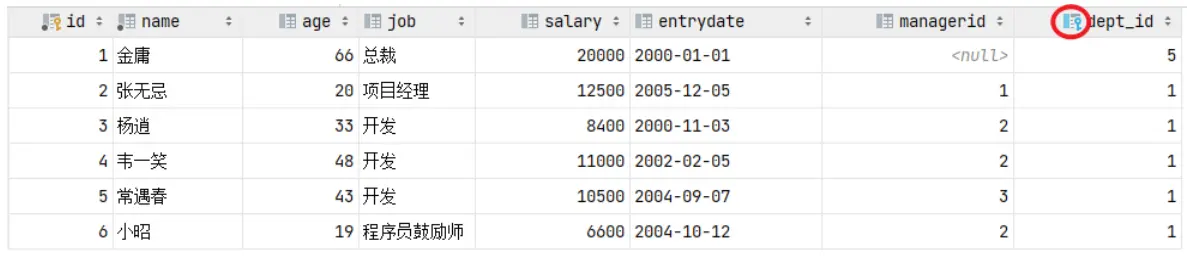 id name age job salary entrydate managerid dept_id
1 金庸 66 总裁 20000 2000-01-01 <null> 5
2 张无忌 20 项目经理 12500 2005-12-05 1 1
3 杨逍 33 开发 8400 2000-11-03 2 1
4 韦一笑 48 开发 11000 2002-02-05 2 1
5 常遇春 43 开发 10500 2004-09-07 3 1
6 小昭 19 程序员鼓励师 6600 2004-10-12 2 1